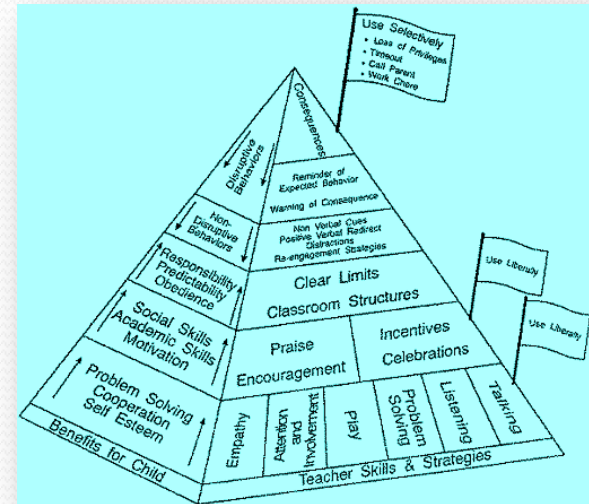 Use Selectively
• Loss of Privileges
• Timeout
• Call Parent
• Work Chore
Consequences
Disruptive
Behaviors
Reminder of
Expected Behavior
Warning of Consequence
Non-
Disruptive
Behaviors
Non Verbal Cues
Positive Verbal Redirect
Distractions
Re-engagement Strategies
Responsibility
Predictability
Obedience
Clear Limits
Classroom Structures
Use Liberally
Social Skills
Academic Skills
Motivation
Praise
Encouragement
Incentives
Celebrations
Use Liberally
Problem Solving
Cooperation
Self Esteem
Empathy
Attention
and
Involvement
Play
Problem
Solving
Listening
Talking
Benefits for Child
Teacher Skills & Strategies